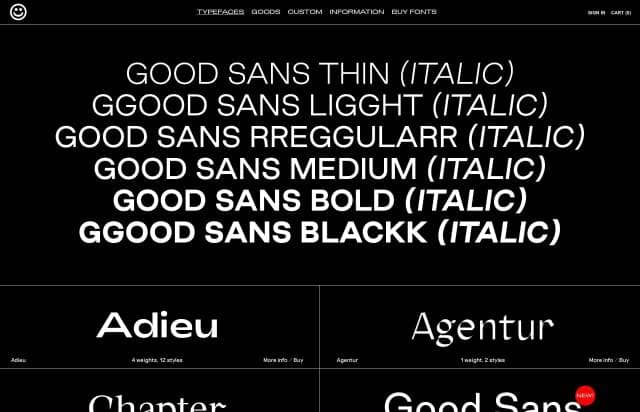 TYPEFACES GOODS CUSTOM INFORMATION BUY FONTS SIGN IN CART (0)
GOOD SANS THIN (ITALIC)
GGOOD SANS LIGGHT (ITALIC)
GOOD SANS RREGGULARR (ITALIC)
GOOD SANS MEDIUM (ITALIC)
GOOD SANS BOLD (ITALIC)
GGOOD SANS BLACKK (ITALIC)
Adieu
Adieu 4 weights, 12 styles More info / Buy
Agentur
Agentur 1 weight, 2 styles More info / Buy
Chapter
Good Sans
NEW!